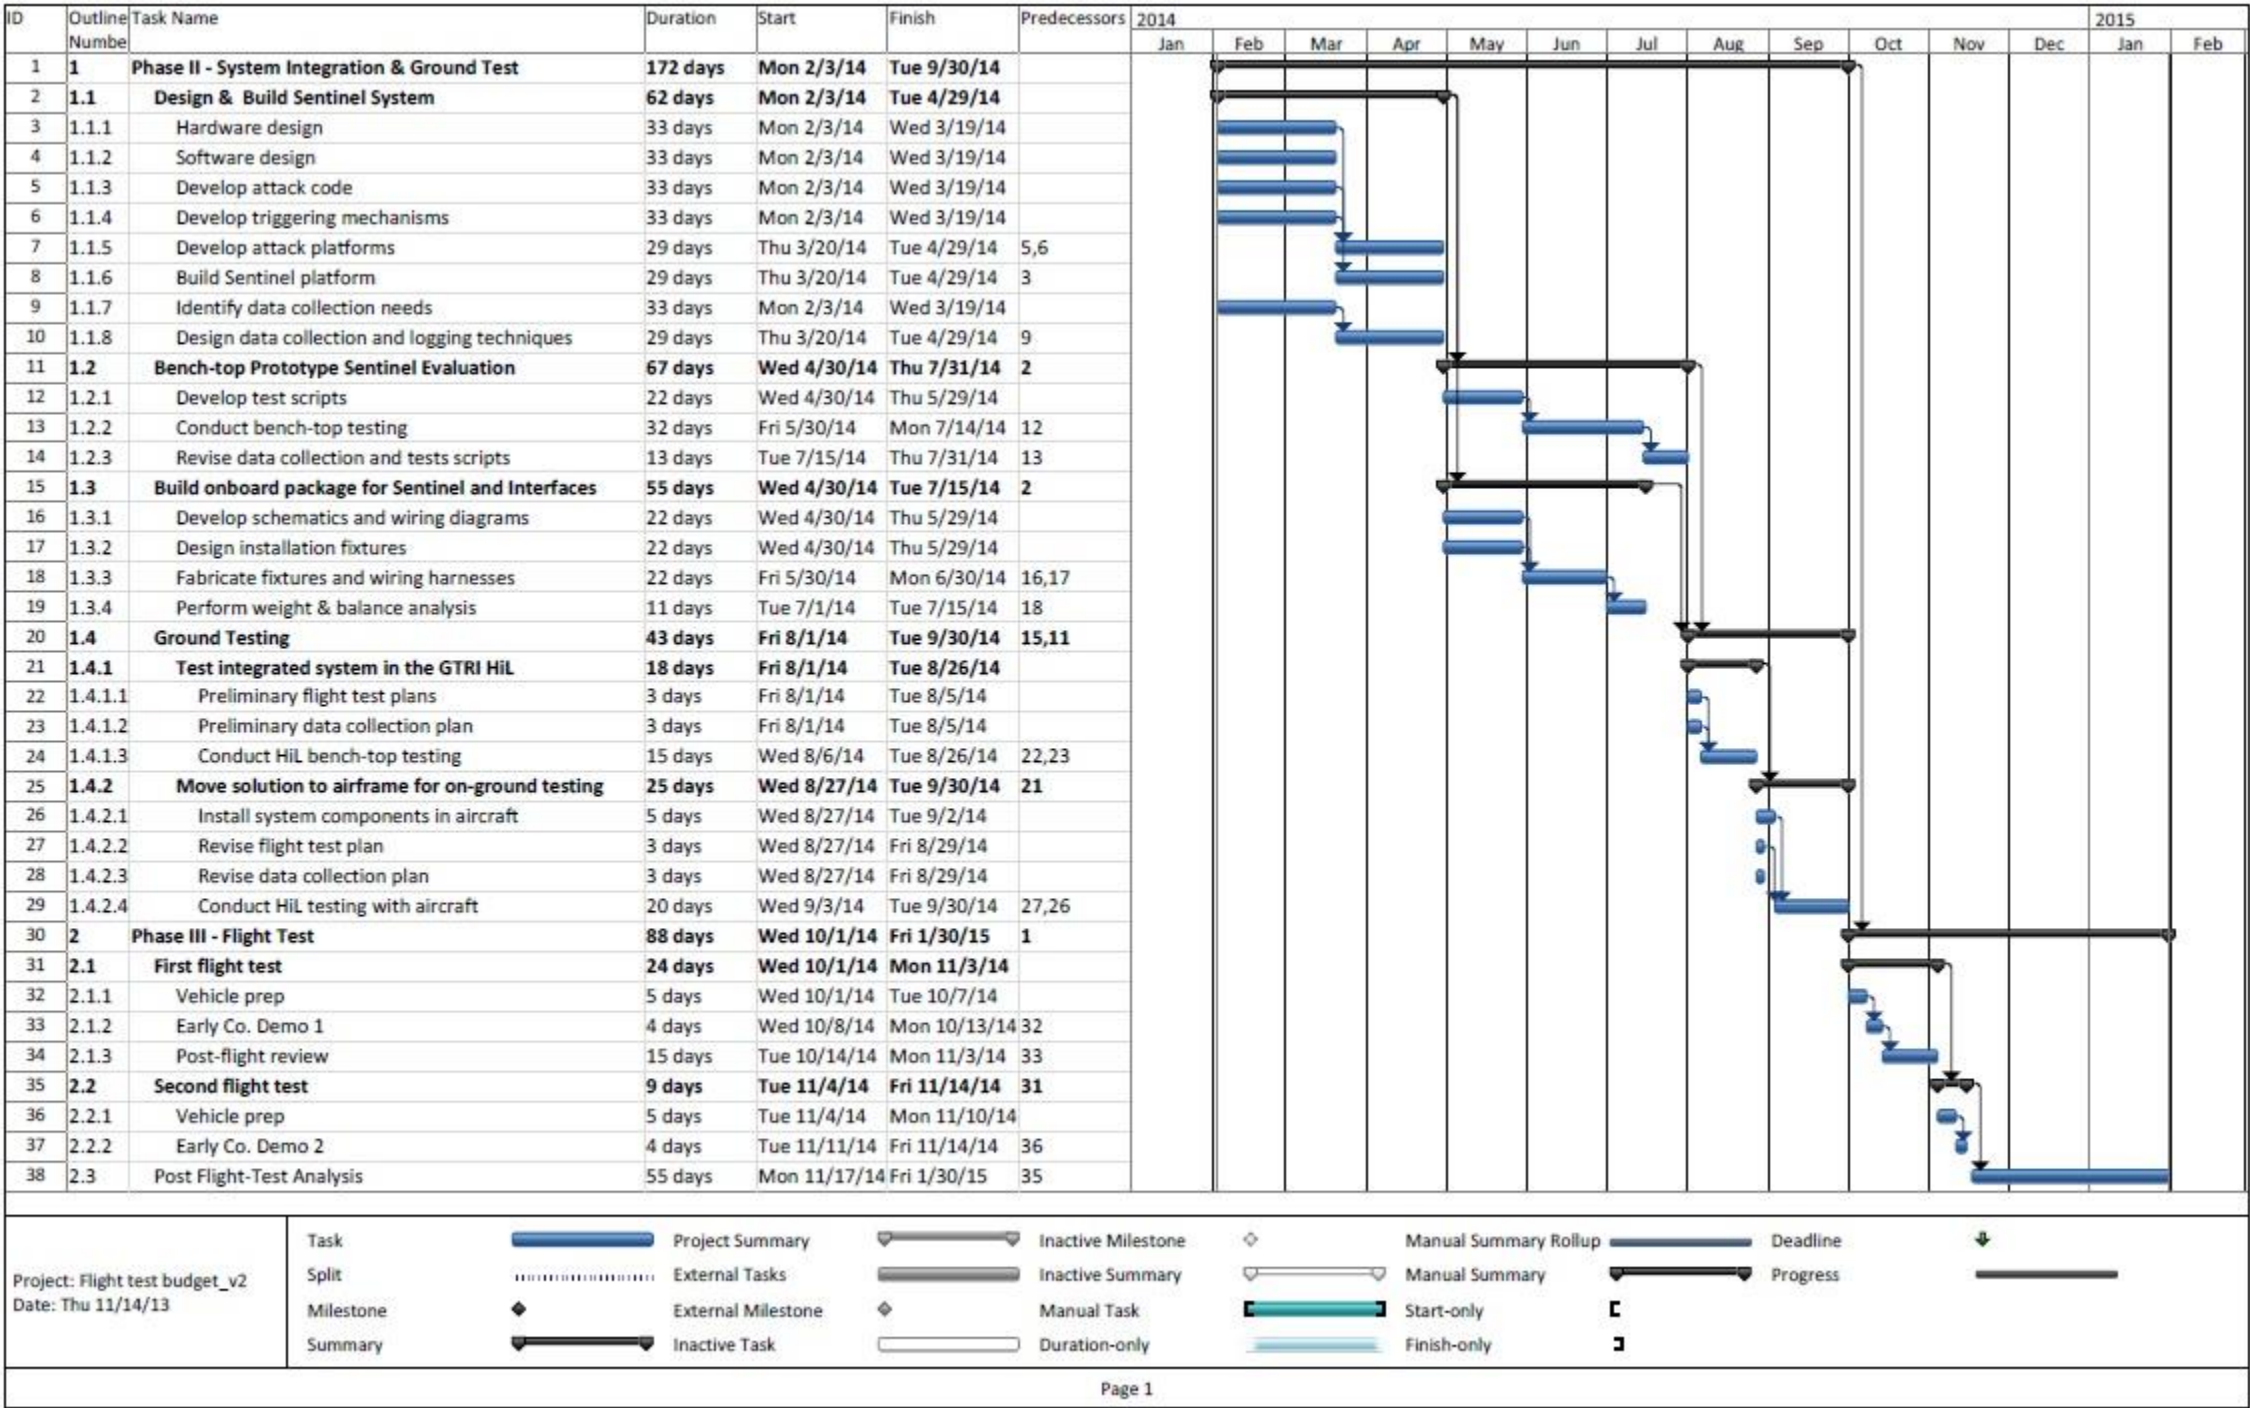 ID Outline Task Name Duration Start Finish Predecessors 2014 2015
Numbe Jan Feb Mar Apr May Jun Jul Aug Sep Oct Nov Dec Jan Feb
1 1 Phase II - System Integration & Ground Test 172 days Mon 2/3/14 Tue 9/30/14
2 1.1 Design & Build Sentinel System 62 days Mon 2/3/14 Tue 4/29/14
3 1.1.1 Hardware design 33 days Mon 2/3/14 Wed 3/19/14
4 1.1.2 Software design 33 days Mon 2/3/14 Wed 3/19/14
5 1.1.3 Develop attack code 33 days Mon 2/3/14 Wed 3/19/14
6 1.1.4 Develop triggering mechanisms 33 days Mon 2/3/14 Wed 3/19/14
7 1.1.5 Develop attack platforms 29 days Thu 3/20/14 Tue 4/29/14 5,6
8 1.1.6 Build Sentinel platform 29 days Thu 3/20/14 Tue 4/29/14 3
9 1.1.7 Identify data collection needs 33 days Mon 2/3/14 Wed 3/19/14
10 1.1.8 Design data collection and logging techniques 29 days Thu 3/20/14 Tue 4/29/14 9
11 1.2 Bench-top Prototype Sentinel Evaluation 67 days Wed 4/30/14 Thu 7/31/14 2
12 1.2.1 Develop test scripts 22 days Wed 4/30/14 Thu 5/29/14
13 1.2.2 Conduct bench-top testing 32 days Fri 5/30/14 Mon 7/14/14 12
14 1.2.3 Revise data collection and tests scripts 13 days Tue 7/15/14 Thu 7/31/14 13
15 1.3 Build onboard package for Sentinel and Interfaces 55 days Wed 4/30/14 Tue 7/15/14 2
16 1.3.1 Develop schematics and wiring diagrams 22 days Wed 4/30/14 Thu 5/29/14
17 1.3.2 Design installation fixtures 22 days Wed 4/30/14 Thu 5/29/14
18 1.3.3 Fabricate fixtures and wiring harnesses 22 days Fri 5/30/14 Mon 6/30/14 16,17
19 1.3.4 Perform weight & balance analysis 11 days Tue 7/1/14 Tue 7/15/14 18
20 1.4 Ground Testing 43 days Fri 8/1/14 Tue 9/30/14 15,11
21 1.4.1 Test integrated system in the GTRI HiL 18 days Fri 8/1/14 Tue 8/26/14
22 1.4.1.1 Preliminary flight test plans 3 days Fri 8/1/14 Tue 8/5/14
23 1.4.1.2 Preliminary data collection plan 3 days Fri 8/1/14 Tue 8/5/14
24 1.4.1.3 Conduct HiL bench-top testing 15 days Wed 8/6/14 Tue 8/26/14 22,23
25 1.4.2 Move solution to airframe for on-ground testing 25 days Wed 8/27/14 Tue 9/30/14 21
26 1.4.2.1 Install system components in aircraft 5 days Wed 8/27/14 Tue 9/2/14
27 1.4.2.2 Revise flight test plan 3 days Wed 8/27/14 Fri 8/29/14
28 1.4.2.3 Revise data collection plan 3 days Wed 8/27/14 Fri 8/29/14
29 1.4.2.4 Conduct HiL testing with aircraft 20 days Wed 9/3/14 Tue 9/30/14 27,26
30 2 Phase III - Flight Test 88 days Wed 10/1/14 Fri 1/30/15 1
31 2.1 First flight test 24 days Wed 10/1/14 Mon 11/3/14
32 2.1.1 Vehicle prep 5 days Wed 10/1/14 Tue 10/7/14
33 2.1.2 Early Co. Demo 1 4 days Wed 10/8/14 Mon 10/13/14 32
34 2.1.3 Post-flight review 15 days Tue 10/14/14 Mon 11/3/14 33
35 2.2 Second flight test 9 days Tue 11/4/14 Fri 11/14/14 31
36 2.2.1 Vehicle prep 5 days Tue 11/4/14 Mon 11/10/14
37 2.2.2 Early Co. Demo 2 4 days Tue 11/11/14 Fri 11/14/14 36
38 2.3 Post Flight-Test Analysis 55 days Mon 11/17/14 Fri 1/30/15 35
Project: Flight test budget_v2
Date: Thu 11/14/13
Task Project Summary Inactive Milestone Manual Summary Rollup Deadline
Split External Tasks Inactive Summary Manual Summary Progress
Milestone External Milestone Manual Task Start-only
Summary Inactive Task Duration-only Finish-only
Page 1